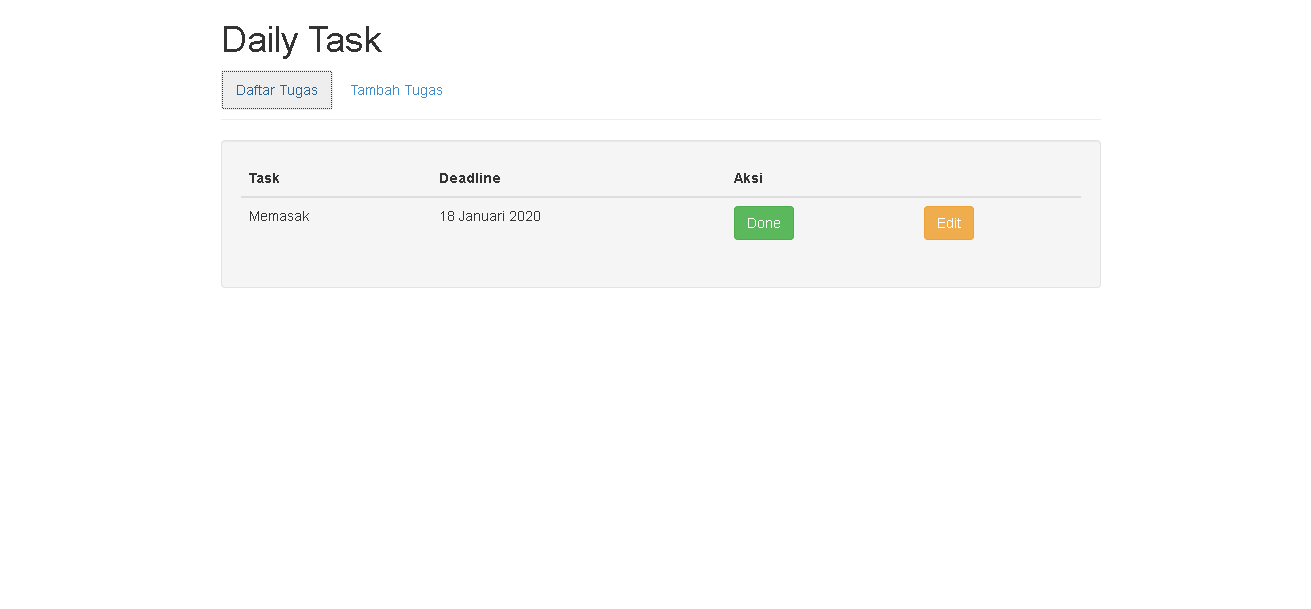 Daily Task
Daftar Tugas Tambah Tugas
Task Deadline Aksi
Memasak 18 Januari 2020 Done Edit